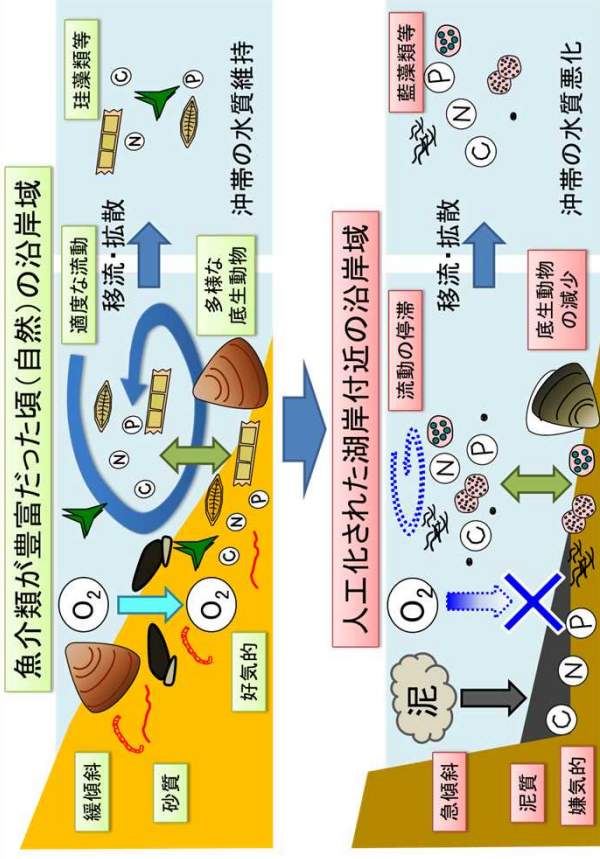 魚介類が豊富だった頃(自然)の沿岸域
緩傾斜
砂質
好気的
O₂
O₂
C
N
P
C
N
P
適度な流動
移流・拡散
多様な
底生動物
珪藻類等
C
N
P
沖帯の水質維持
人工化された湖岸付近の沿岸域
急傾斜
泥質
嫌気的
泥
O₂
C
N
P
C
N
P
流動の停滞
移流・拡散
底生動物
の減少
藍藻類等
C
N
P
沖帯の水質悪化